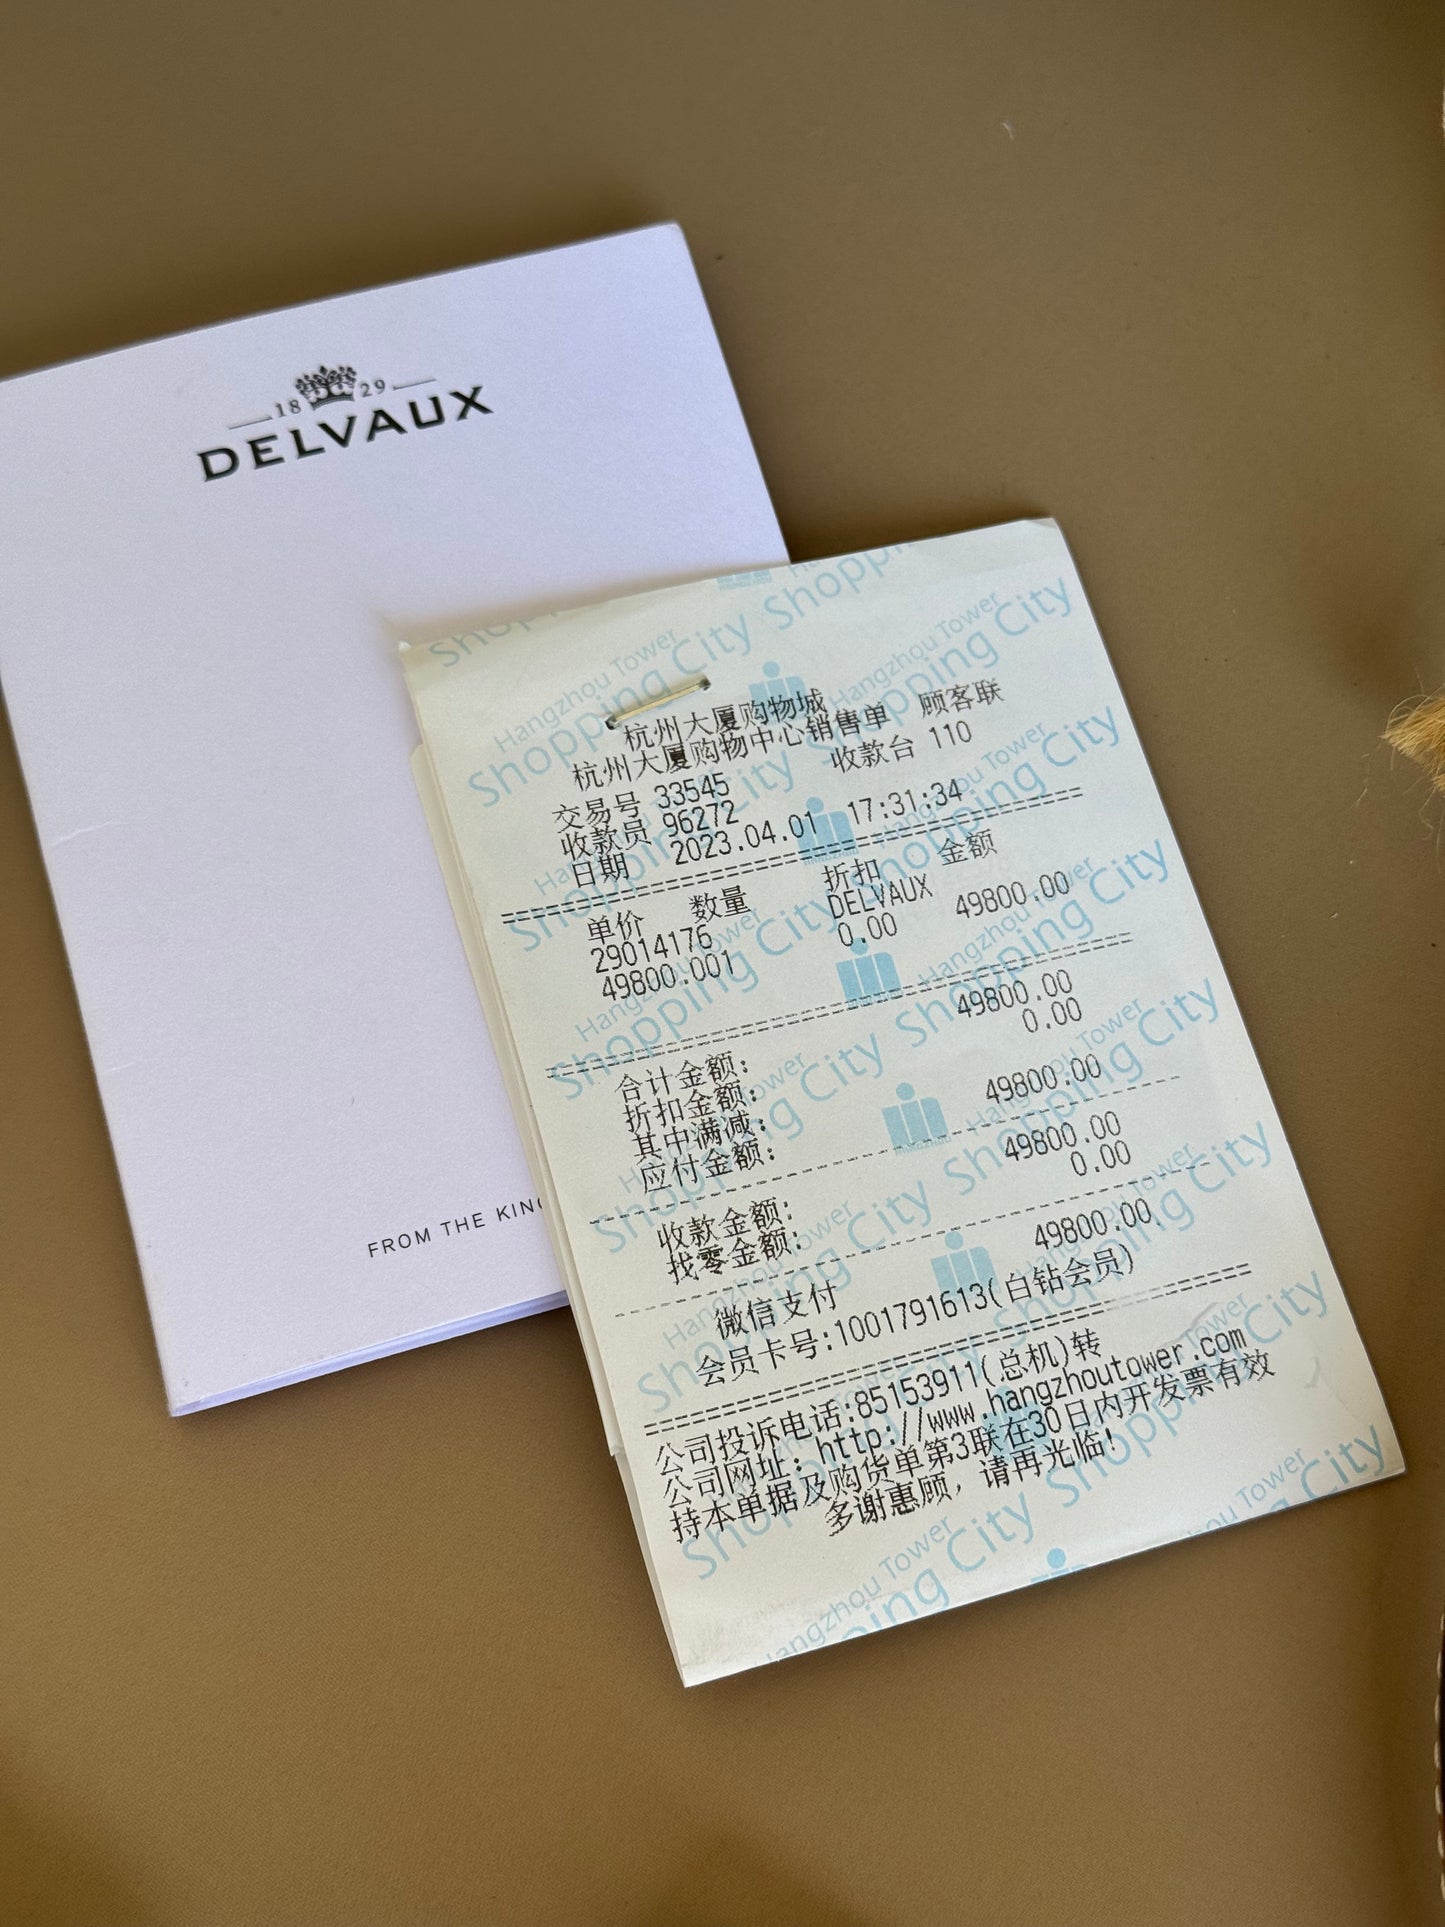 18 29
DELVAUX
FROM THE KING
杭州大厦购物城
杭州大厦购物中心销售单 顾客联
交易号 33545 收款台 110
收款员 96272
日期 2023.04.01 17:31:34
单价 数量 折扣 金额
29014176 DELVAUX
49800.001 0.00 49800.00
合计金额: 49800.00
折扣金额: 0.00
其中满减:
应付金额: 49800.00
收款金额: 49800.00
找零金额: 0.00
微信支付 49800.00
会员卡号:1001791613(白钻会员)
公司投诉电话:85153911(总机)转
公司网址: http://www.hangzhoutower.com
持本单据及购货单第3联在30日内开发票有效
多谢惠顾, 请再光临!
Hangzhou Tower
Shopping City